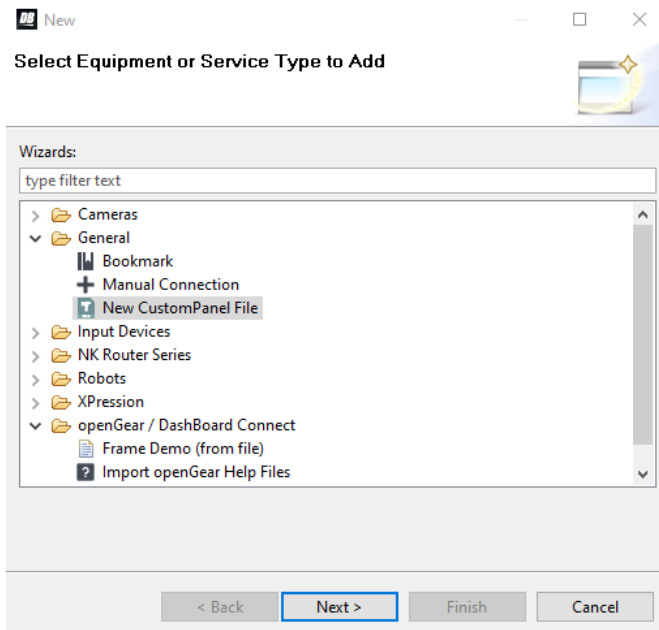 DB New
Select Equipment or Service Type to Add
Wizards:
type filter text
Cameras
General
Bookmark
Manual Connection
New CustomPanel File
Input Devices
NK Router Series
Robots
XPression
openGear / DashBoard Connect
Frame Demo (from file)
Import openGear Help Files
< Back Next > Finish Cancel